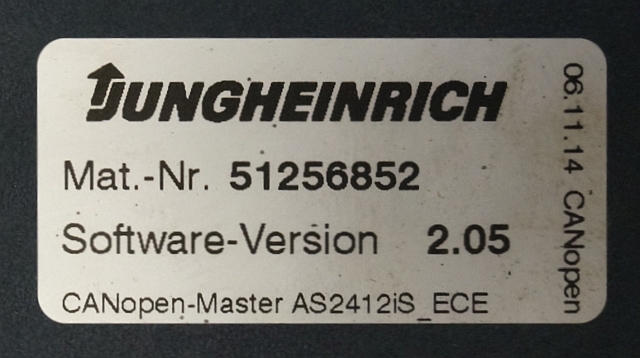 JUNGHEINRICH
Mat.-Nr. 51256852
Software-Version 2.05
CANopen-Master AS2412iS_ECE
06.11.14 CANopen